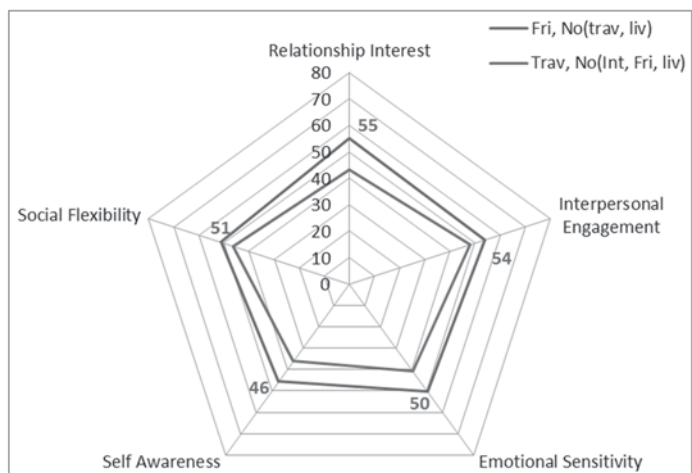 Fri, No(trav, liv)
Trav, No(Int, Fri, liv)
Relationship Interest
80
70
60
55
50
40
30
20
10
0
Interpersonal
Engagement
54
Social Flexibility
51
46
50
Self Awareness
Emotional Sensitivity